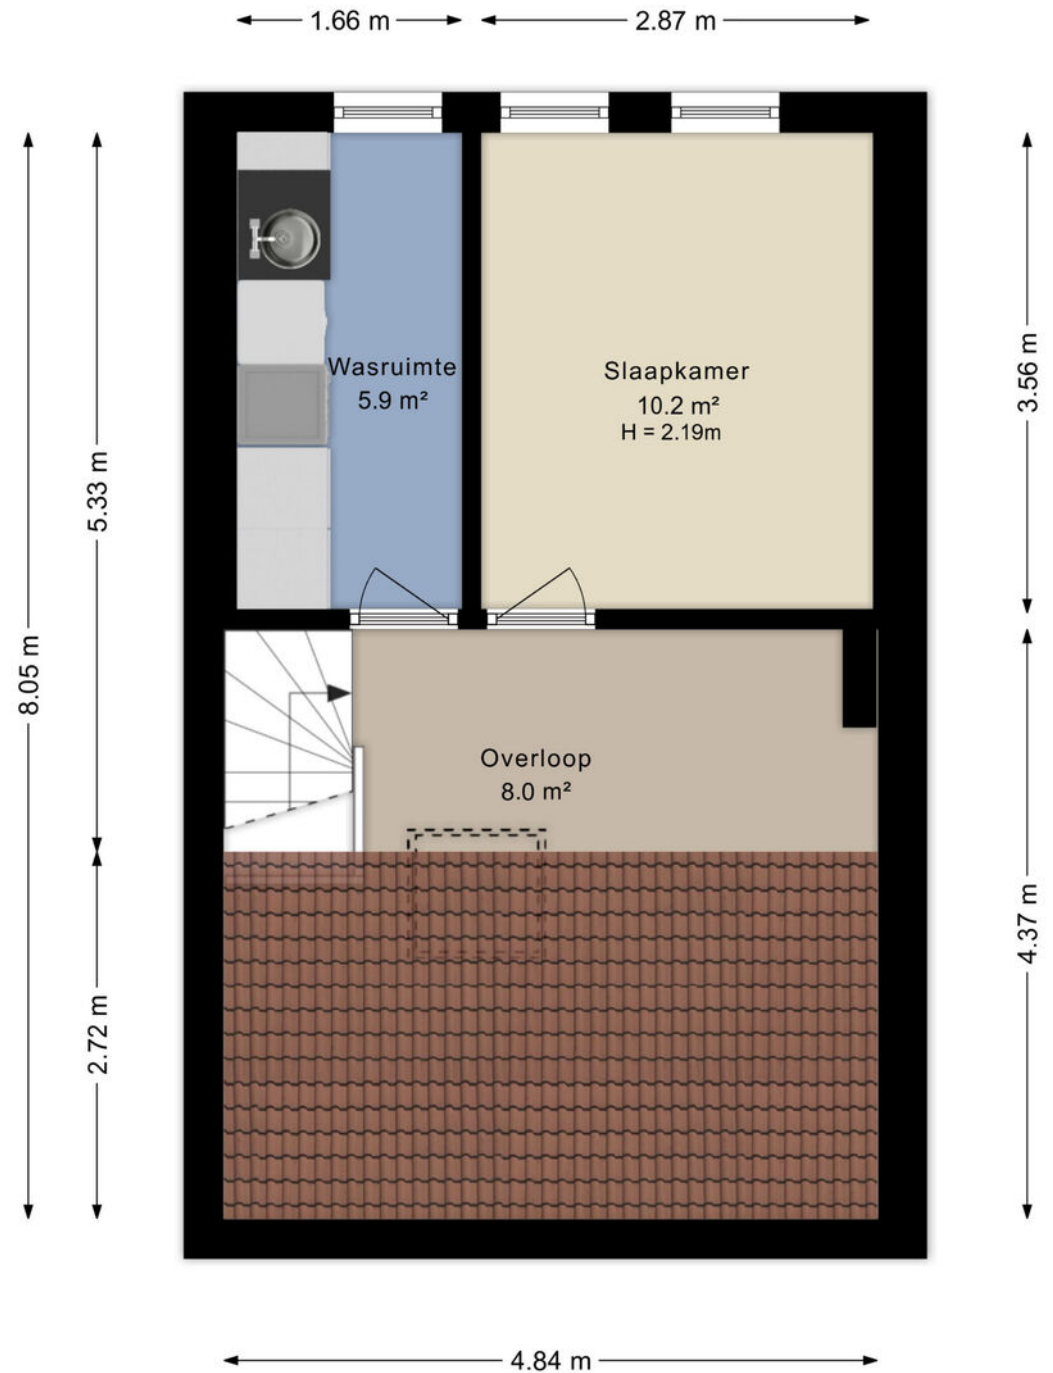 1.66 m
2.87 m
Wasruimte
5.9 m²
Slaapkamer
10.2 m²
H = 2.19m
3.56 m
5.33 m
8.05 m
Overloop
8.0 m²
4.37 m
2.72 m
4.84 m